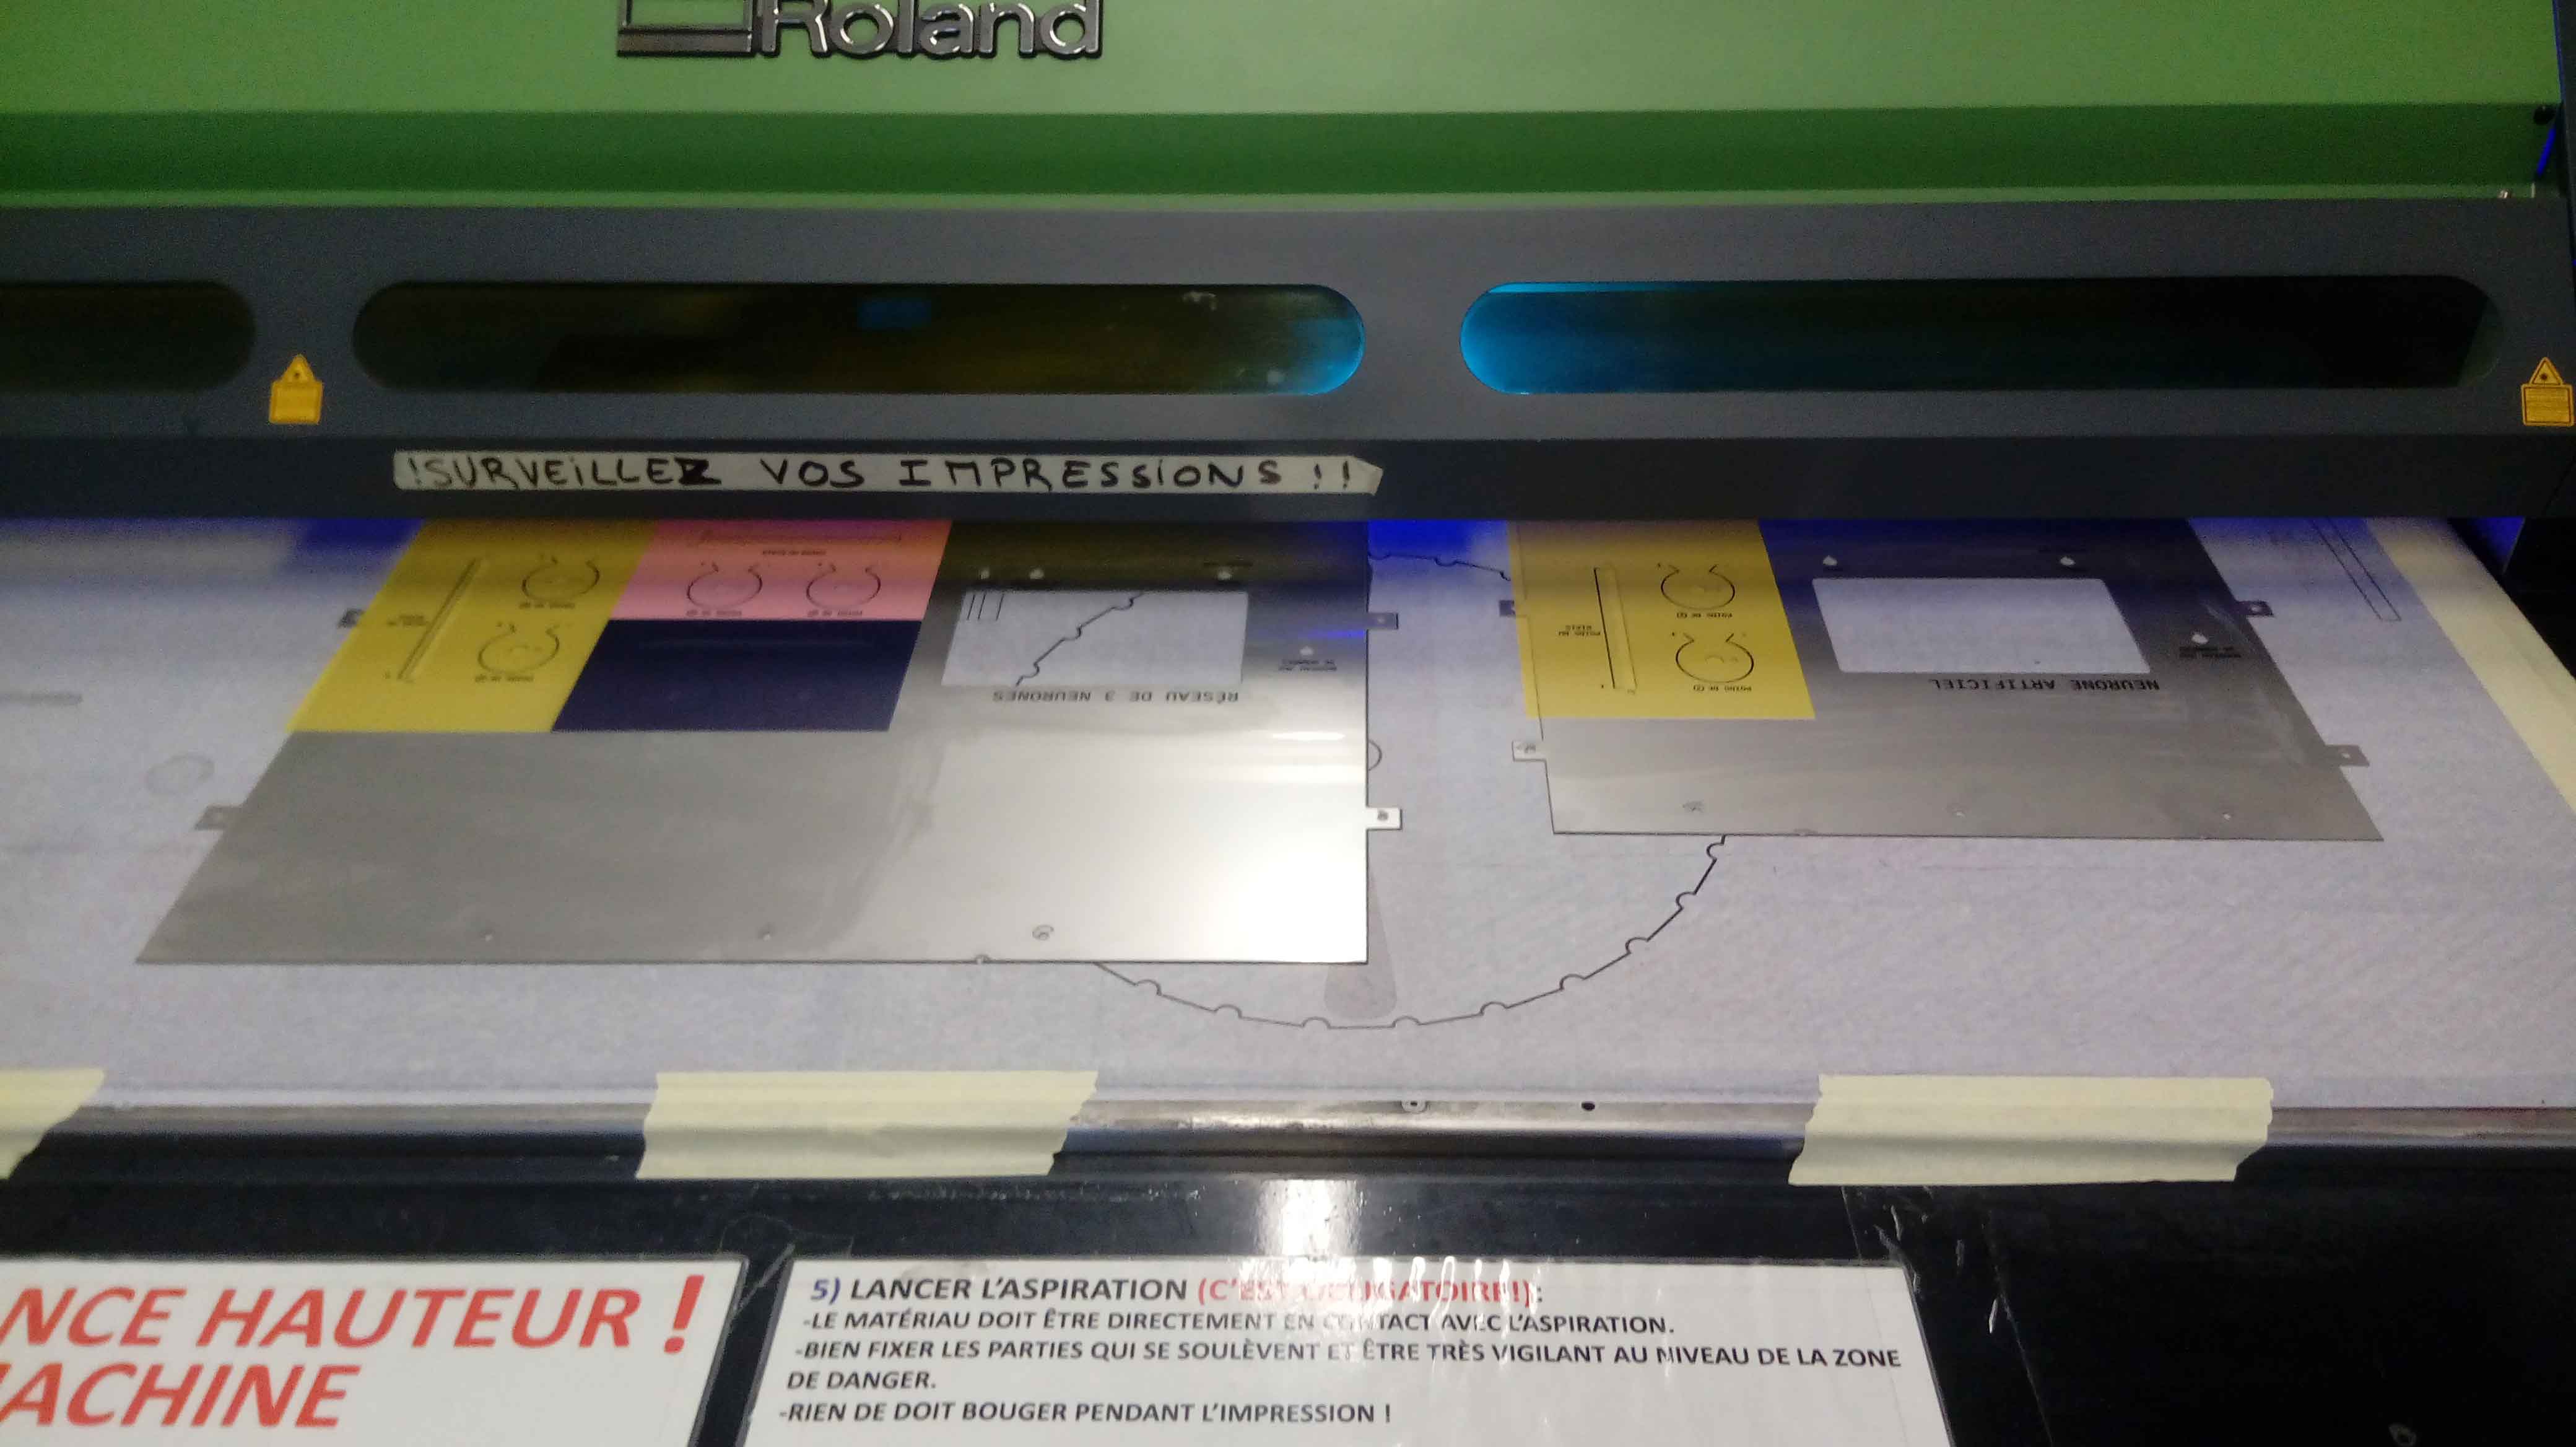 Roland
!SURVEILLEZ VOS IMPRESSIONS !!
RÉSEAU DE 3 NEURONES
NEURONE ARTIFICIEL
NCE HAUTEUR !
ACHINE
5) LANCER L'ASPIRATION (C'EST OBLIGATOIRE!):
-LE MATÉRIAU DOIT ÊTRE DIRECTEMENT EN CONTACT AVEC L'ASPIRATION.
-BIEN FIXER LES PARTIES QUI SE SOULÈVENT ET ÊTRE TRÈS VIGILANT AU NIVEAU DE LA ZONE
DE DANGER.
-RIEN DE DOIT BOUGER PENDANT L'IMPRESSION !